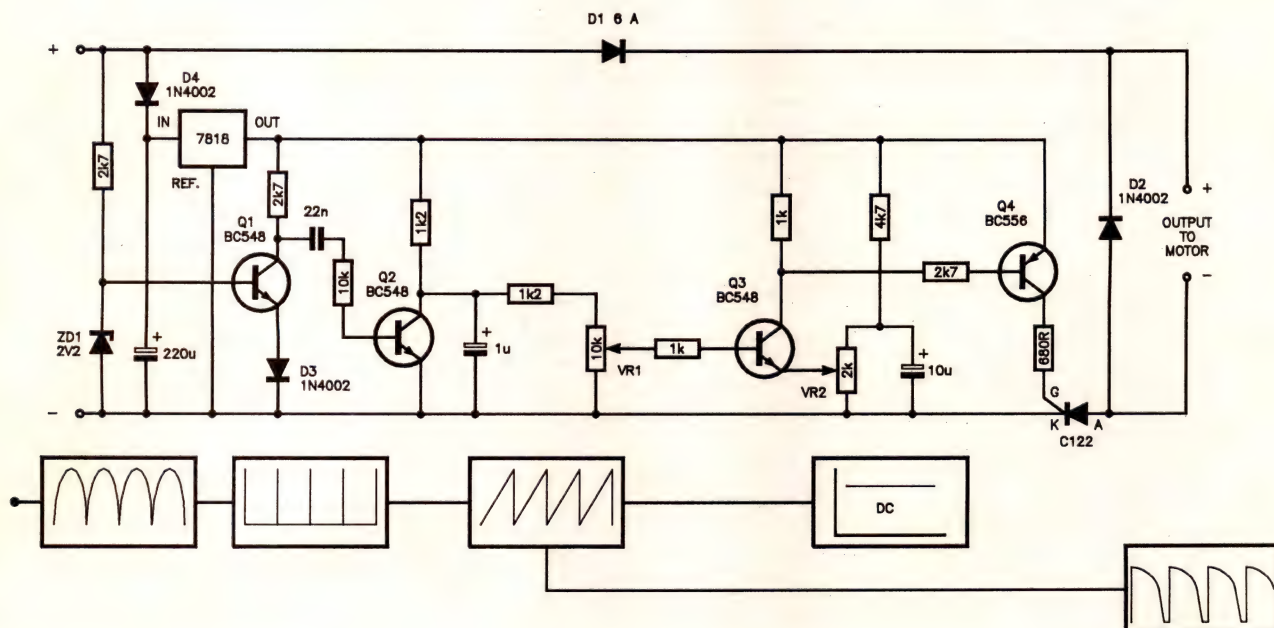 D1 6 A
+
D4
1N4002
IN
7818
OUT
REF.
2k7
2k7
22n
Q1
BC548
10k
1k2
Q2
BC548
1k2
ZD1
2V2
+
220u
D3
1N4002
+
1u
10k
VR1
1k
Q3
BC548
1k
4k7
2k
VR2
+
10u
2k7
Q4
BC556
680R
D2
1N4002
+
OUTPUT
TO
MOTOR
–
–
G
K
A
C122
DC